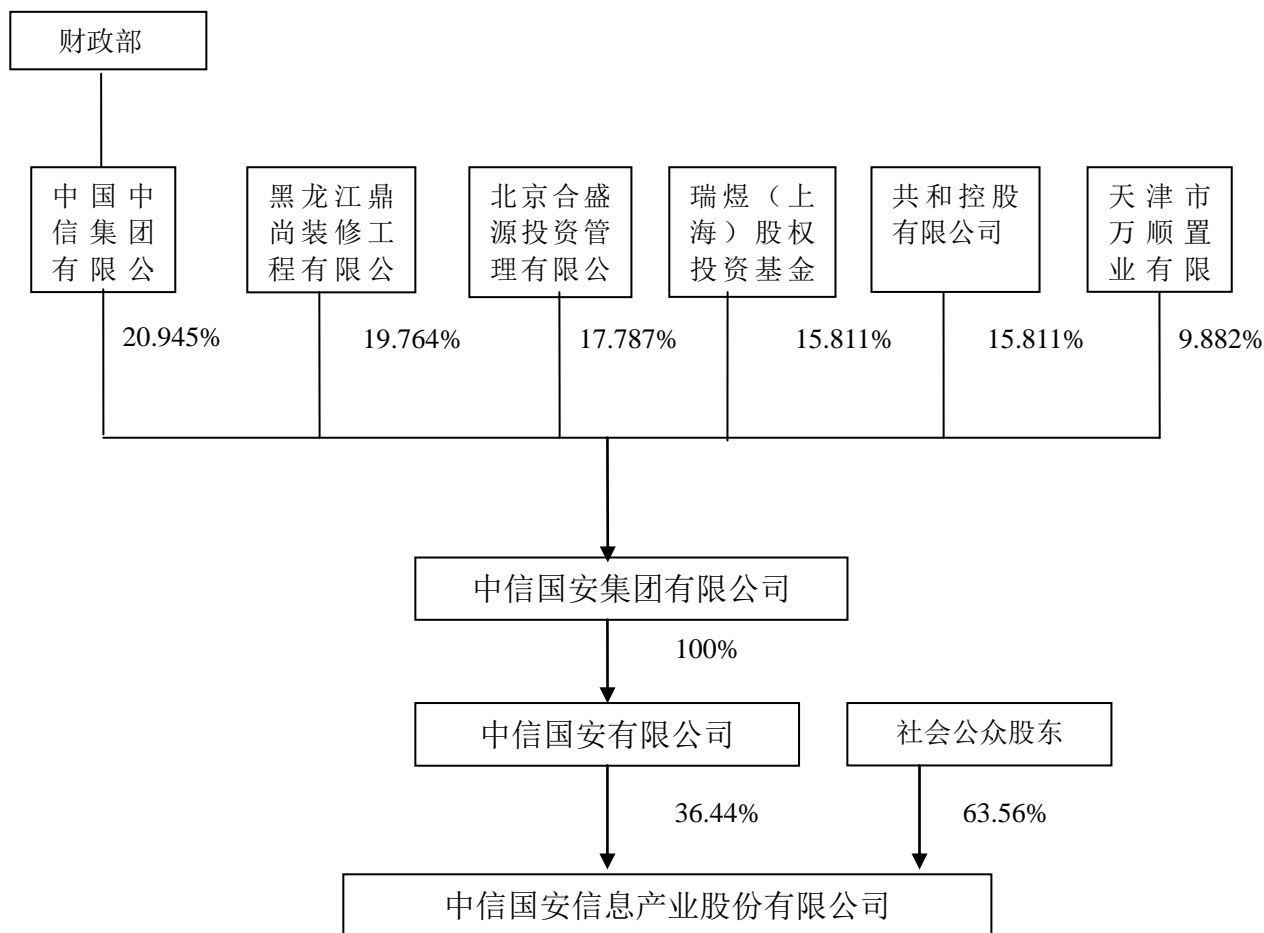 财政部
中国中
信集团
有限公
黑龙江鼎
尚装修工
程有限公
北京合盛
源投资管
理有限公
瑞煜（上
海）股权
投资基金
共和控股
有限公司
天津市
万顺置
业有限
20.945%
19.764%
17.787%
15.811%
15.811%
9.882%
中信国安集团有限公司
100%
中信国安有限公司
社会公众股东
36.44%
63.56%
中信国安信息产业股份有限公司